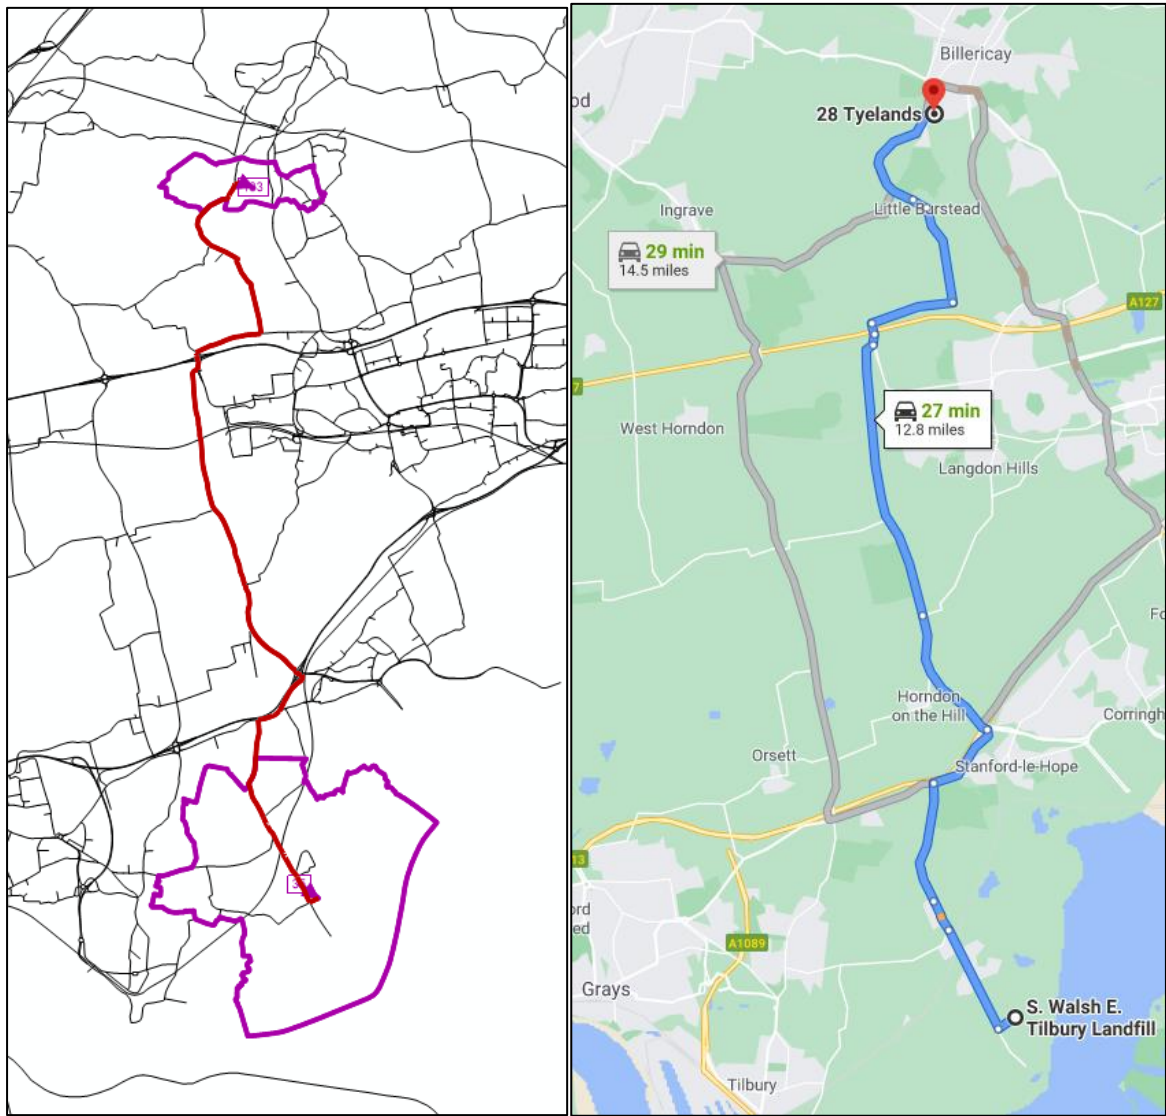 Billericay
28 Tyelands
Little Burstead
Ingrave
29 min
14.5 miles
A127
27 min
12.8 miles
West Horndon
Langdon Hills
Horndon
on the Hill
Corringh
Orsett
Stanford-le-Hope
13
A1089
Grays
S. Walsh E.
Tilbury Landfill
Tilbury